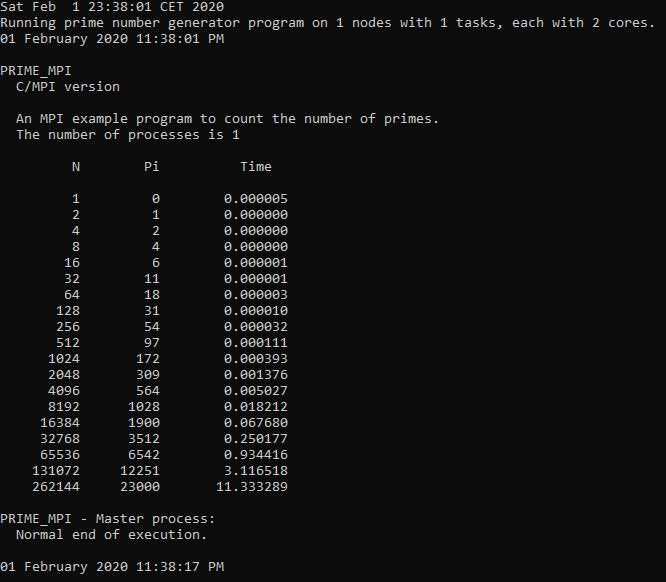 Sat Feb  1 23:38:01 CET 2020
Running prime number generator program on 1 nodes with 1 tasks, each with 2 cores.
01 February 2020 11:38:01 PM
PRIME_MPI
C/MPI version
An MPI example program to count the number of primes.
The number of processes is 1
N Pi Time
1 0 0.000005
2 1 0.000000
4 2 0.000000
8 4 0.000000
16 6 0.000001
32 11 0.000001
64 18 0.000003
128 31 0.000010
256 54 0.000032
512 97 0.000111
1024 172 0.000393
2048 309 0.001376
4096 564 0.005027
8192 1028 0.018212
16384 1900 0.067680
32768 3512 0.250177
65536 6542 0.934416
131072 12251 3.116518
262144 23000 11.333289
PRIME_MPI - Master process:
Normal end of execution.
01 February 2020 11:38:17 PM